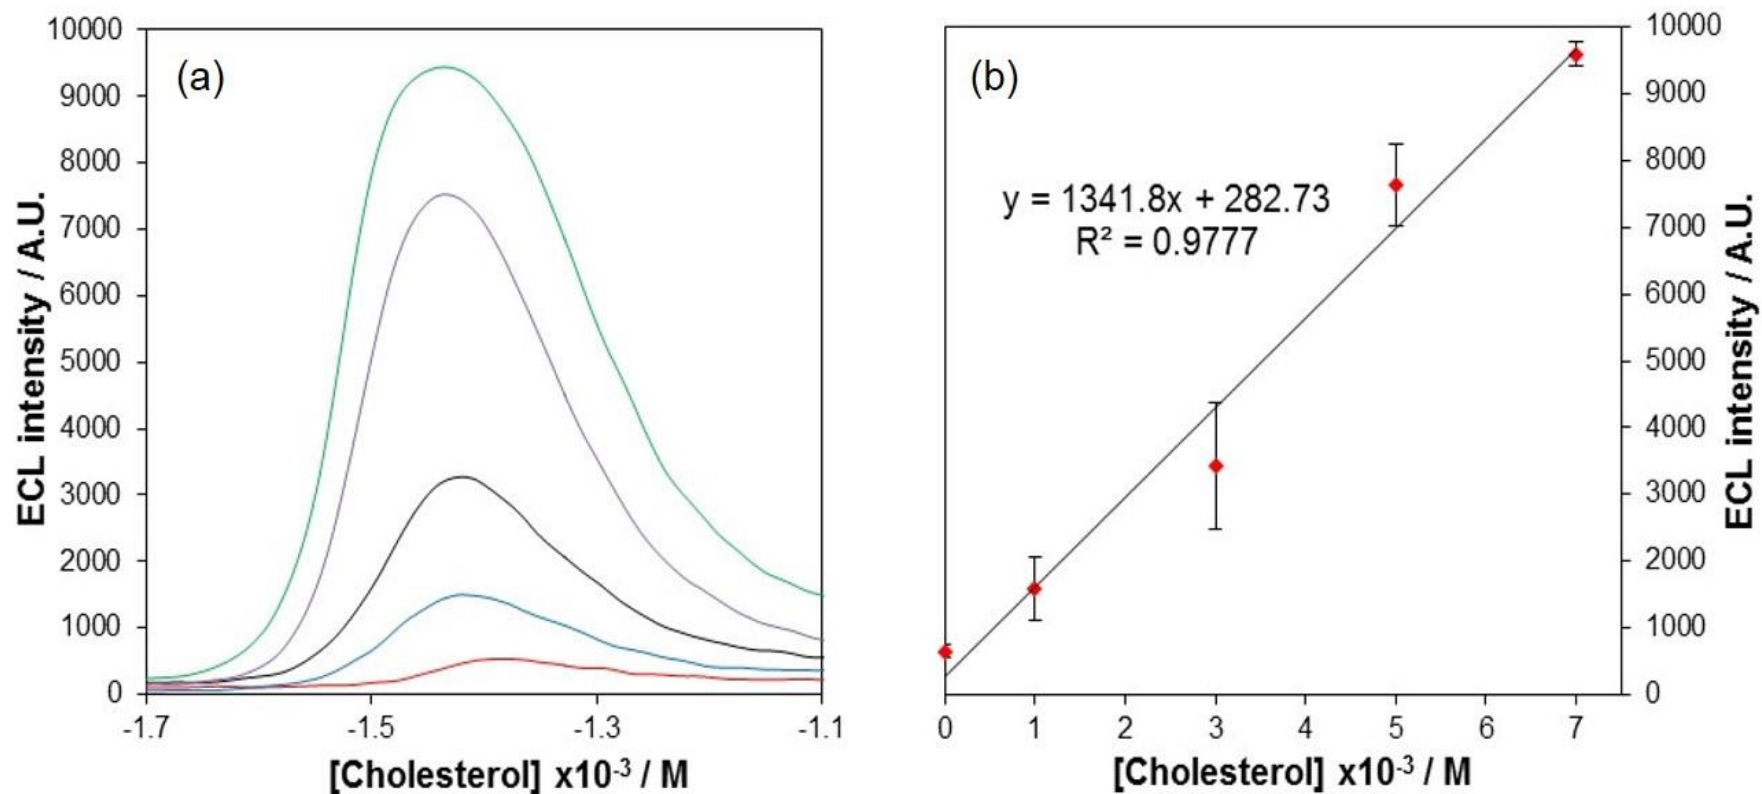 (a)
10000
9000
8000
7000
6000
5000
4000
3000
2000
1000
0
ECL intensity / A.U.
-1.7 -1.5 -1.3 -1.1
[Cholesterol] x10⁻³ / M
(b)
y = 1341.8x + 282.73
R² = 0.9777
10000
9000
8000
7000
6000
5000
4000
3000
2000
1000
0
ECL intensity / A.U.
0 1 2 3 4 5 6 7
[Cholesterol] x10⁻³ / M